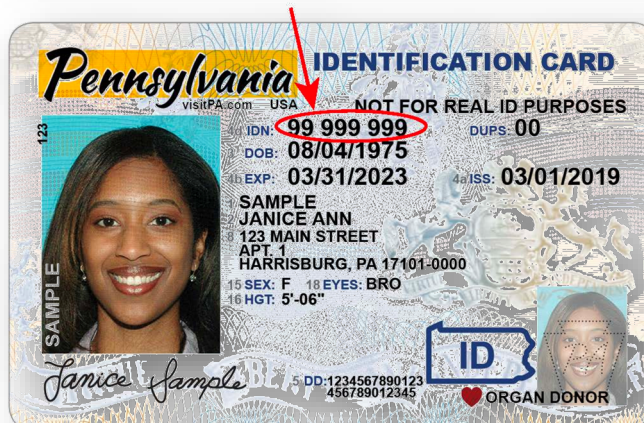 Pennsylvania
visitPA.com USA
IDENTIFICATION CARD
NOT FOR REAL ID PURPOSES
123
4d IDN: 99 999 999
DUPS: 00
3 DOB: 08/04/1975
4b EXP: 03/31/2023
4a ISS: 03/01/2019
SAMPLE
JANICE ANN
8 123 MAIN STREET
APT. 1
HARRISBURG, PA 17101-0000
15 SEX: F 18 EYES: BRO
16 HGT: 5'-06"
SAMPLE
Janice Sample
5 DD:1234567890123
456789012345
ID
ORGAN DONOR